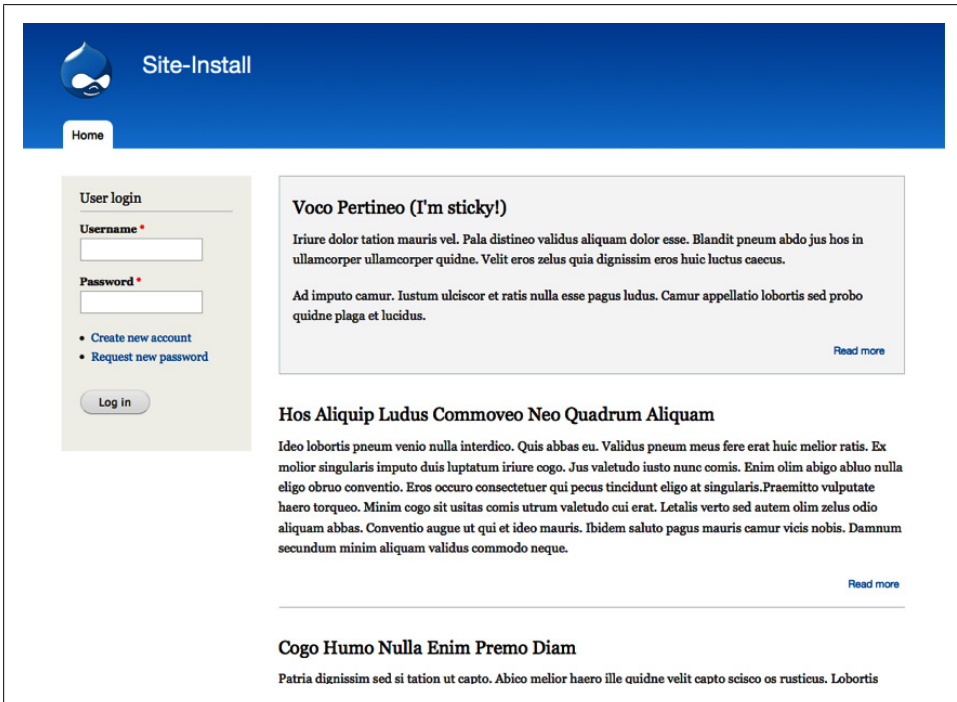 Site-Install
Home
User login
Username *
Password *
• Create new account
• Request new password
Log in
Voco Pertineo (I'm sticky!)
Iriure dolor tation mauris vel. Pala distineo validus aliquam dolor esse. Blandit pneum abdo jus hos in
ullamcorper ullamcorper quidne. Velit eros zelus quia dignissim eros huic luctus caecus.
Ad imputo camur. Iustum ulciscor et ratis nulla esse pagus ludus. Camur appellatio lobortis sed probo
quidne plaga et lucidus.
Read more
Hos Aliquip Ludus Commoveo Neo Quadrum Aliquam
Ideo lobortis pneum venio nulla interdico. Quis abbas eu. Validus pneum meus fere erat huic melior ratis. Ex
molior singularis imputo duis luptatum iriure cogo. Jus valetudo iusto nunc comis. Enim olim abigo abluo nulla
eligo obruo conventio. Eros occuro consectetuer qui pecus tincidunt eligo at singularis.Praemitto vulputate
haero torqueo. Minim cogo sit usitas comis utrum valetudo cui erat. Letalis verto sed autem olim zelus odio
aliquam abbas. Conventio augue ut qui et ideo mauris. Ibidem saluto pagus mauris camur vicis nobis. Damnum
secundum minim aliquam validus commodo neque.
Read more
Cogo Humo Nulla Enim Premo Diam
Patria dignissim sed si tation ut capto. Abico melior haero ille quidne velit capto scisco os rusticus. Lobortis